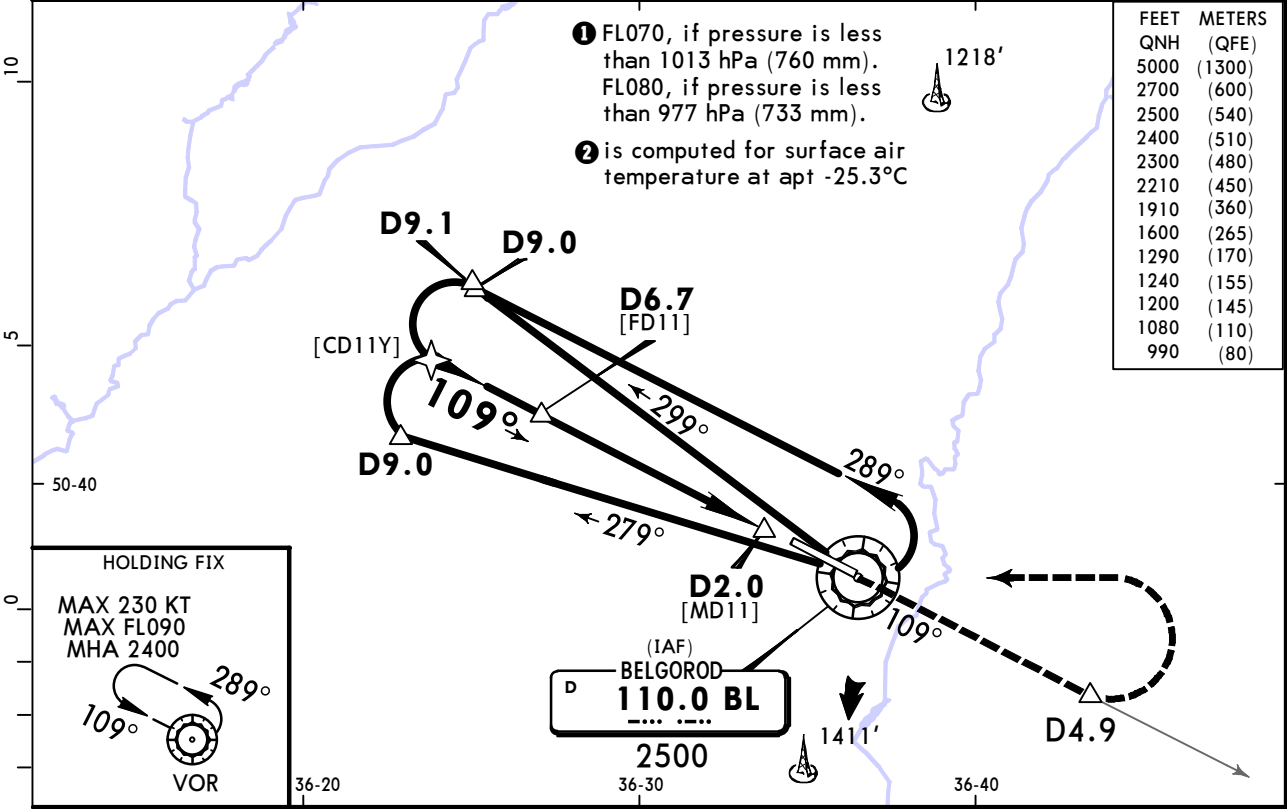 ❶ FL070, if pressure is less
than 1013 hPa (760 mm).
FL080, if pressure is less
than 977 hPa (733 mm).
❷ is computed for surface air
temperature at apt -25.3°C
1218'
FEET METERS
QNH (QFE)
5000 (1300)
2700 (600)
2500 (540)
2400 (510)
2300 (480)
2210 (450)
1910 (360)
1600 (265)
1290 (170)
1240 (155)
1200 (145)
1080 (110)
990 (80)
10
5
0
D9.1
D9.0
D6.7
[FD11]
[CD11Y]
109°
299°
289°
D9.0
50-40
279°
D2.0
[MD11]
109°
(IAF)
BELGOROD
D 110.0 BL
2500
1411'
D4.9
HOLDING FIX
MAX 230 KT
MAX FL090
MHA 2400
289°
109°
VOR
36-20
36-30
36-40